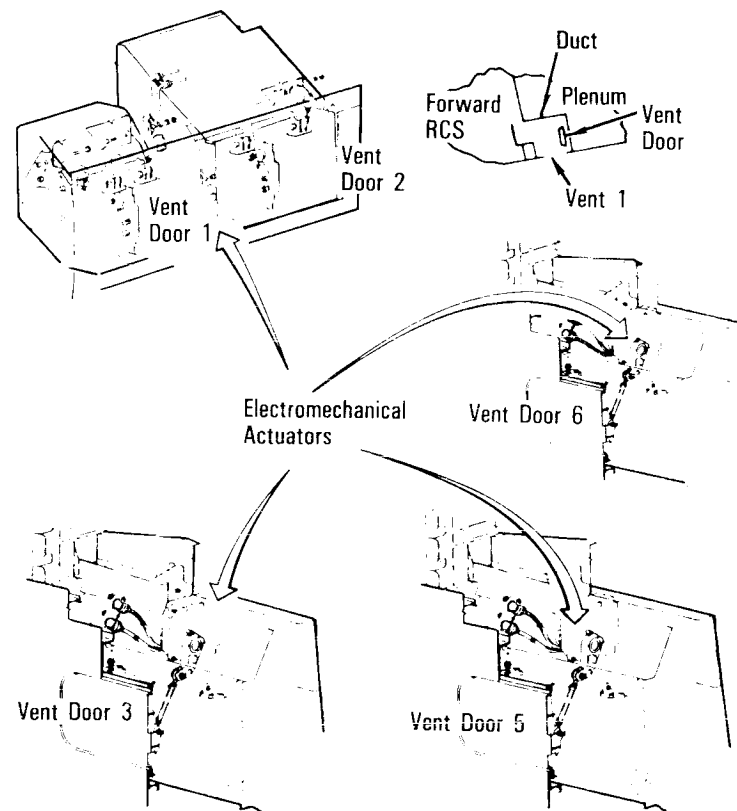 Duct
Forward
RCS
Plenum
Vent
Door
Vent 1
Vent
Door 2
Vent
Door 1
Electromechanical
Actuators
Vent Door 6
Vent Door 3
Vent Door 5